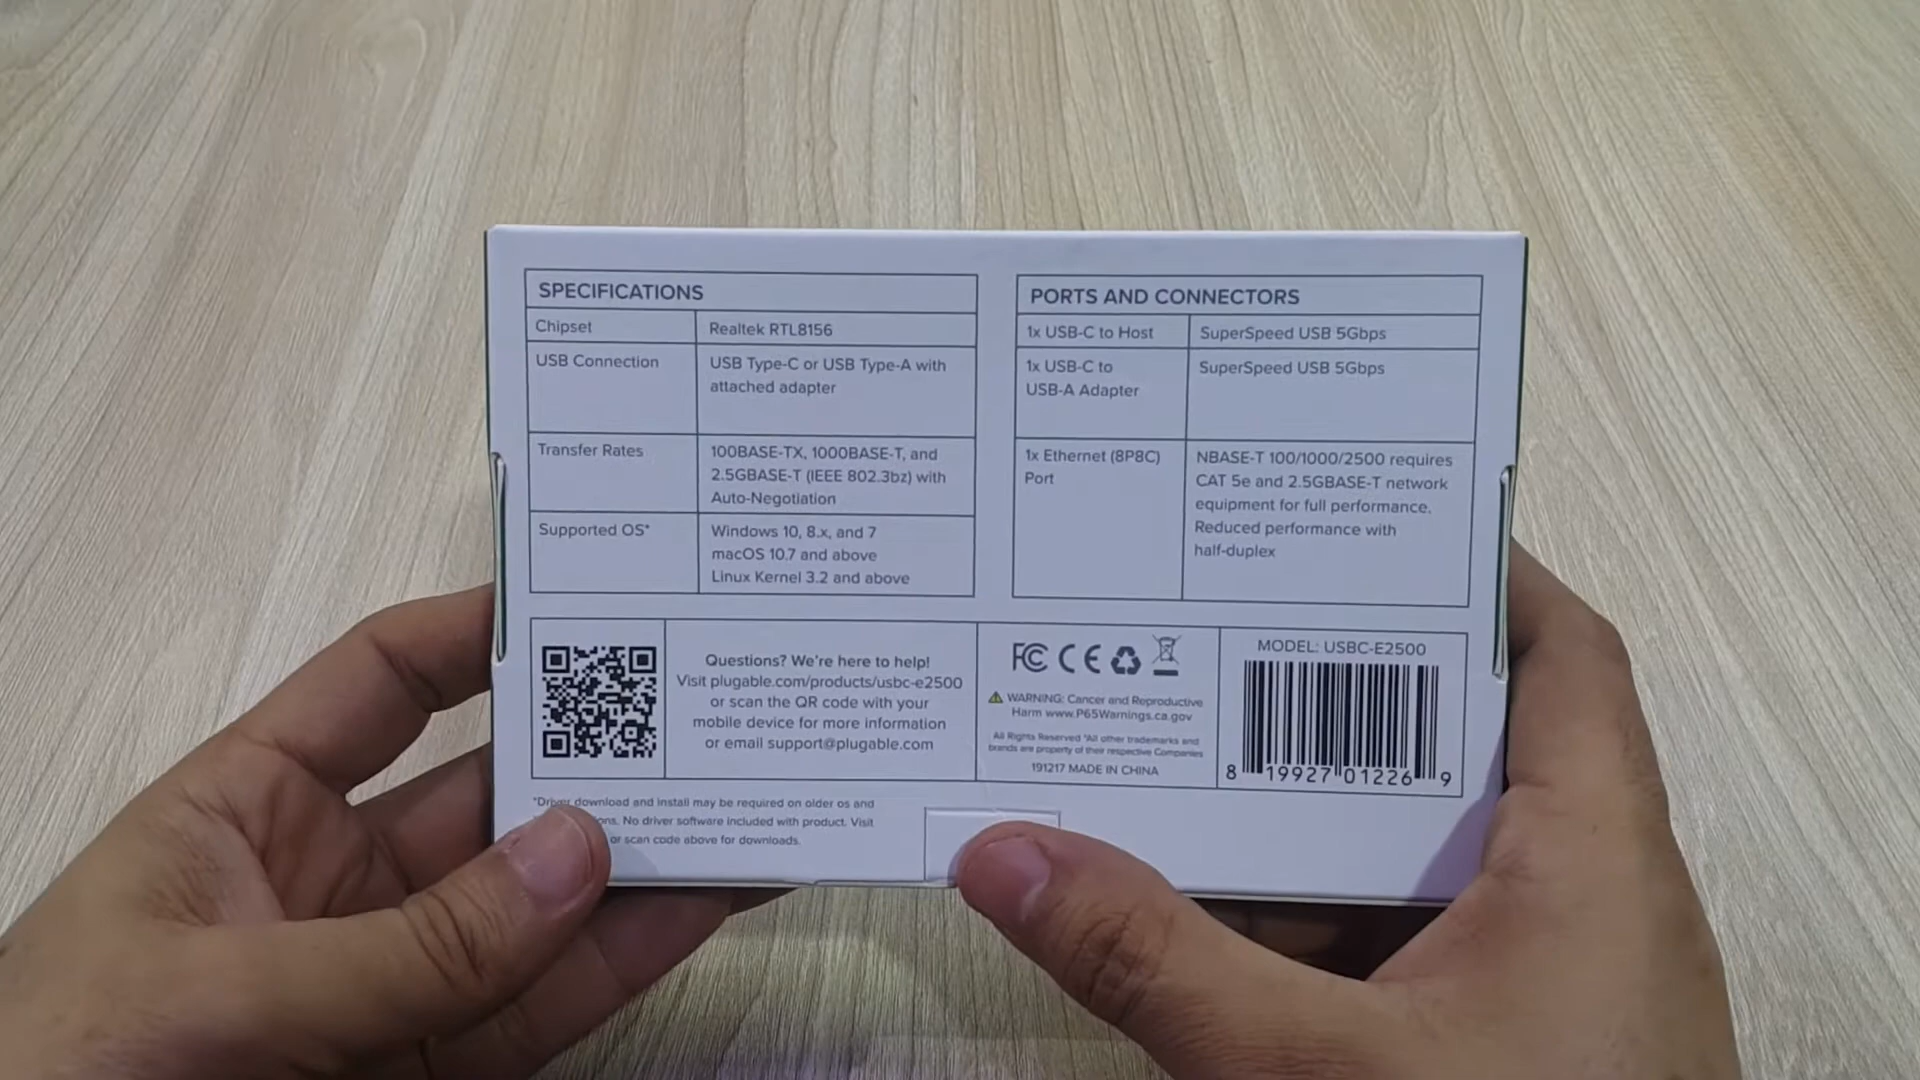 SPECIFICATIONS
Chipset
Realtek RTL8156
USB Connection
USB Type-C or USB Type-A with
attached adapter
Transfer Rates
100BASE-TX, 1000BASE-T, and
2.5GBASE-T (IEEE 802.3bz) with
Auto-Negotiation
Supported OS*
Windows 10, 8.x, and 7
macOS 10.7 and above
Linux Kernel 3.2 and above
PORTS AND CONNECTORS
1x USB-C to Host
SuperSpeed USB 5Gbps
1x USB-C to
USB-A Adapter
SuperSpeed USB 5Gbps
1x Ethernet (8P8C)
Port
NBASE-T 100/1000/2500 requires
CAT 5e and 2.5GBASE-T network
equipment for full performance.
Reduced performance with
half-duplex
Questions? We're here to help!
Visit plugable.com/products/usbc-e2500
or scan the QR code with your
mobile device for more information
or email support@plugable.com
FC CE
WARNING: Cancer and Reproductive
Harm www.P65Warnings.ca.gov
All Rights Reserved *All other trademarks and
brands are property of their respective Companies
191217 MADE IN CHINA
MODEL: USBC-E2500
8 19927 01226 9
*Driver download and install may be required on older os and
No driver software included with product. Visit
or scan code above for downloads.